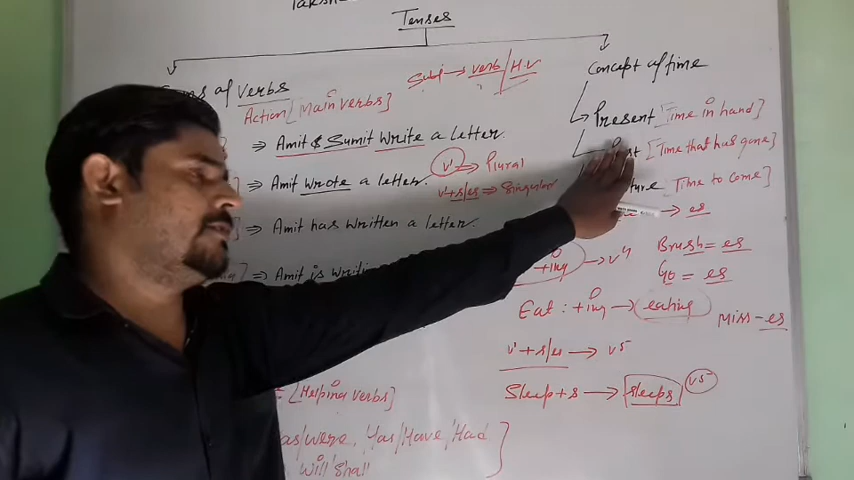 Tenses
of Verbs
Action [Main Verbs]
Subj → verb/H.V
Concept of time
Present [Time in hand]
[Time that has gone]
ture [Time to come]
⇒ Amit & Sumit Write a letter.
⇒ Amit wrote a letter.
V¹ ⇒ Plural
V¹+s/es ⇒ Singular
⇒ Amit has written a letter.
⇒ Amit is
→ es
+ing → V⁴
Brush = es
Go = es
Miss - es
Eat : +ing → eating
V¹+s/es → V⁵
Sleep+s → sleeps V5
[Helping verbs]
as/were, Has/Have, Had
Will/Shall